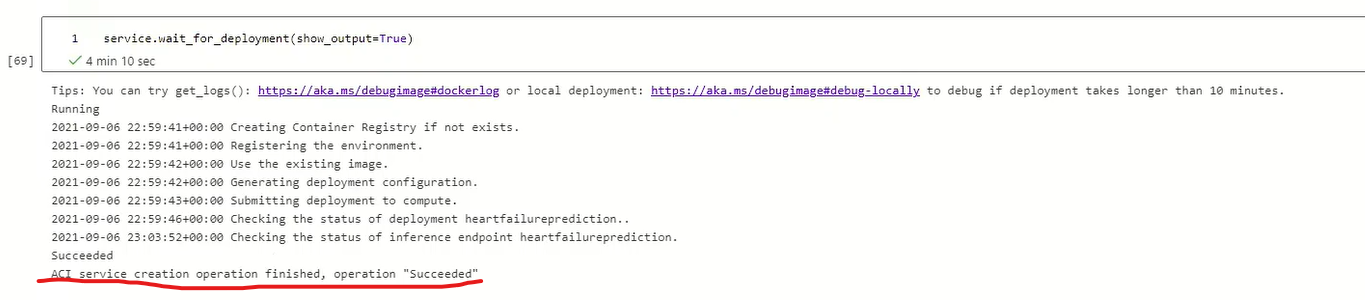 1 service.wait_for_deployment(show_output=True)
[69] 4 min 10 sec
Tips: You can try get_logs(): https://aka.ms/debugimage#dockerlog or local deployment: https://aka.ms/debugimage#debug-locally to debug if deployment takes longer than 10 minutes.
Running
2021-09-06 22:59:41+00:00 Creating Container Registry if not exists.
2021-09-06 22:59:41+00:00 Registering the environment.
2021-09-06 22:59:42+00:00 Use the existing image.
2021-09-06 22:59:42+00:00 Generating deployment configuration.
2021-09-06 22:59:43+00:00 Submitting deployment to compute.
2021-09-06 22:59:46+00:00 Checking the status of deployment heartfailureprediction..
2021-09-06 23:03:52+00:00 Checking the status of inference endpoint heartfailureprediction.
Succeeded
ACI service creation operation finished, operation "Succeeded"